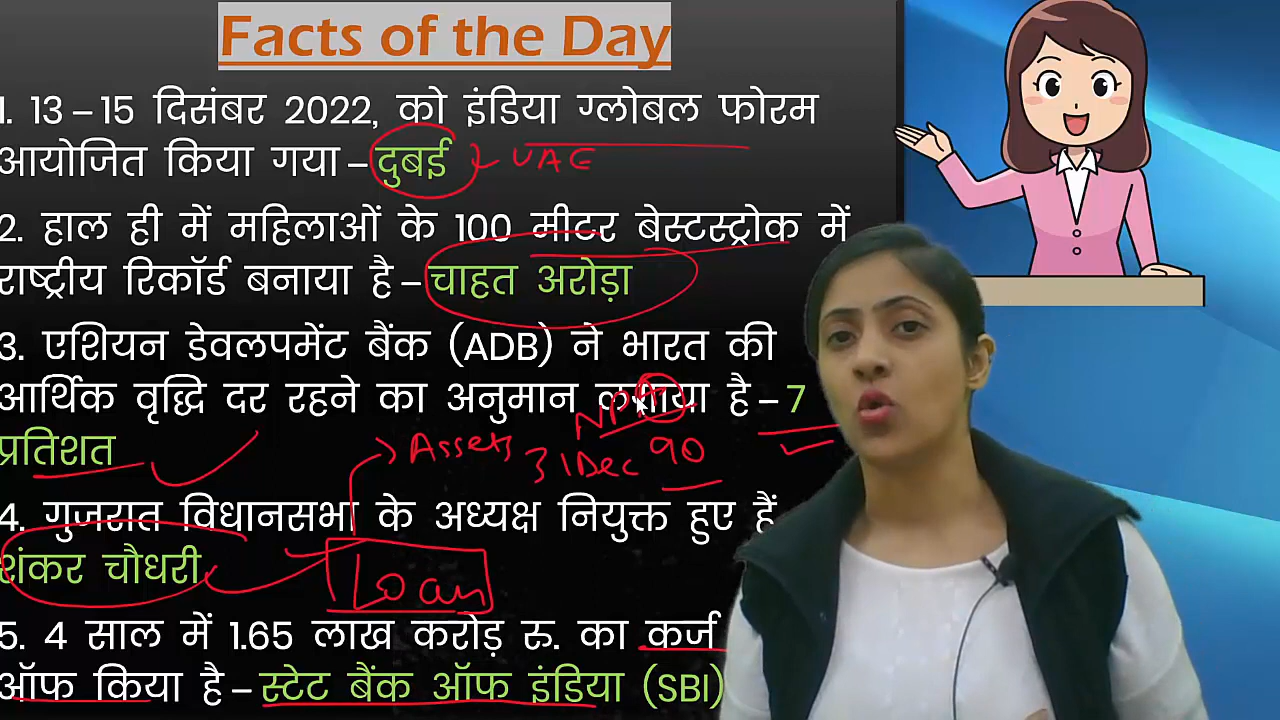 Facts of the Day
1. 13 – 15 दिसंबर 2022, को इंडिया ग्लोबल फोरम
आयोजित किया गया – दुबई UAE
2. हाल ही में महिलाओं के 100 मीटर बेस्टस्ट्रोक में
राष्ट्रीय रिकॉर्ड बनाया है – चाहत अरोड़ा
3. एशियन डेवलपमेंट बैंक (ADB) ने भारत की
आर्थिक वृद्धि दर रहने का अनुमान लगाया है – 7
NPA
प्रतिशत
Assets 31 Dec 90
4. गुजरात विधानसभा के अध्यक्ष नियुक्त हुए हैं
शंकर चौधरी
Loan
5. 4 साल में 1.65 लाख करोड़ रु. का कर्ज
ऑफ किया है – स्टेट बैंक ऑफ इंडिया (SBI)